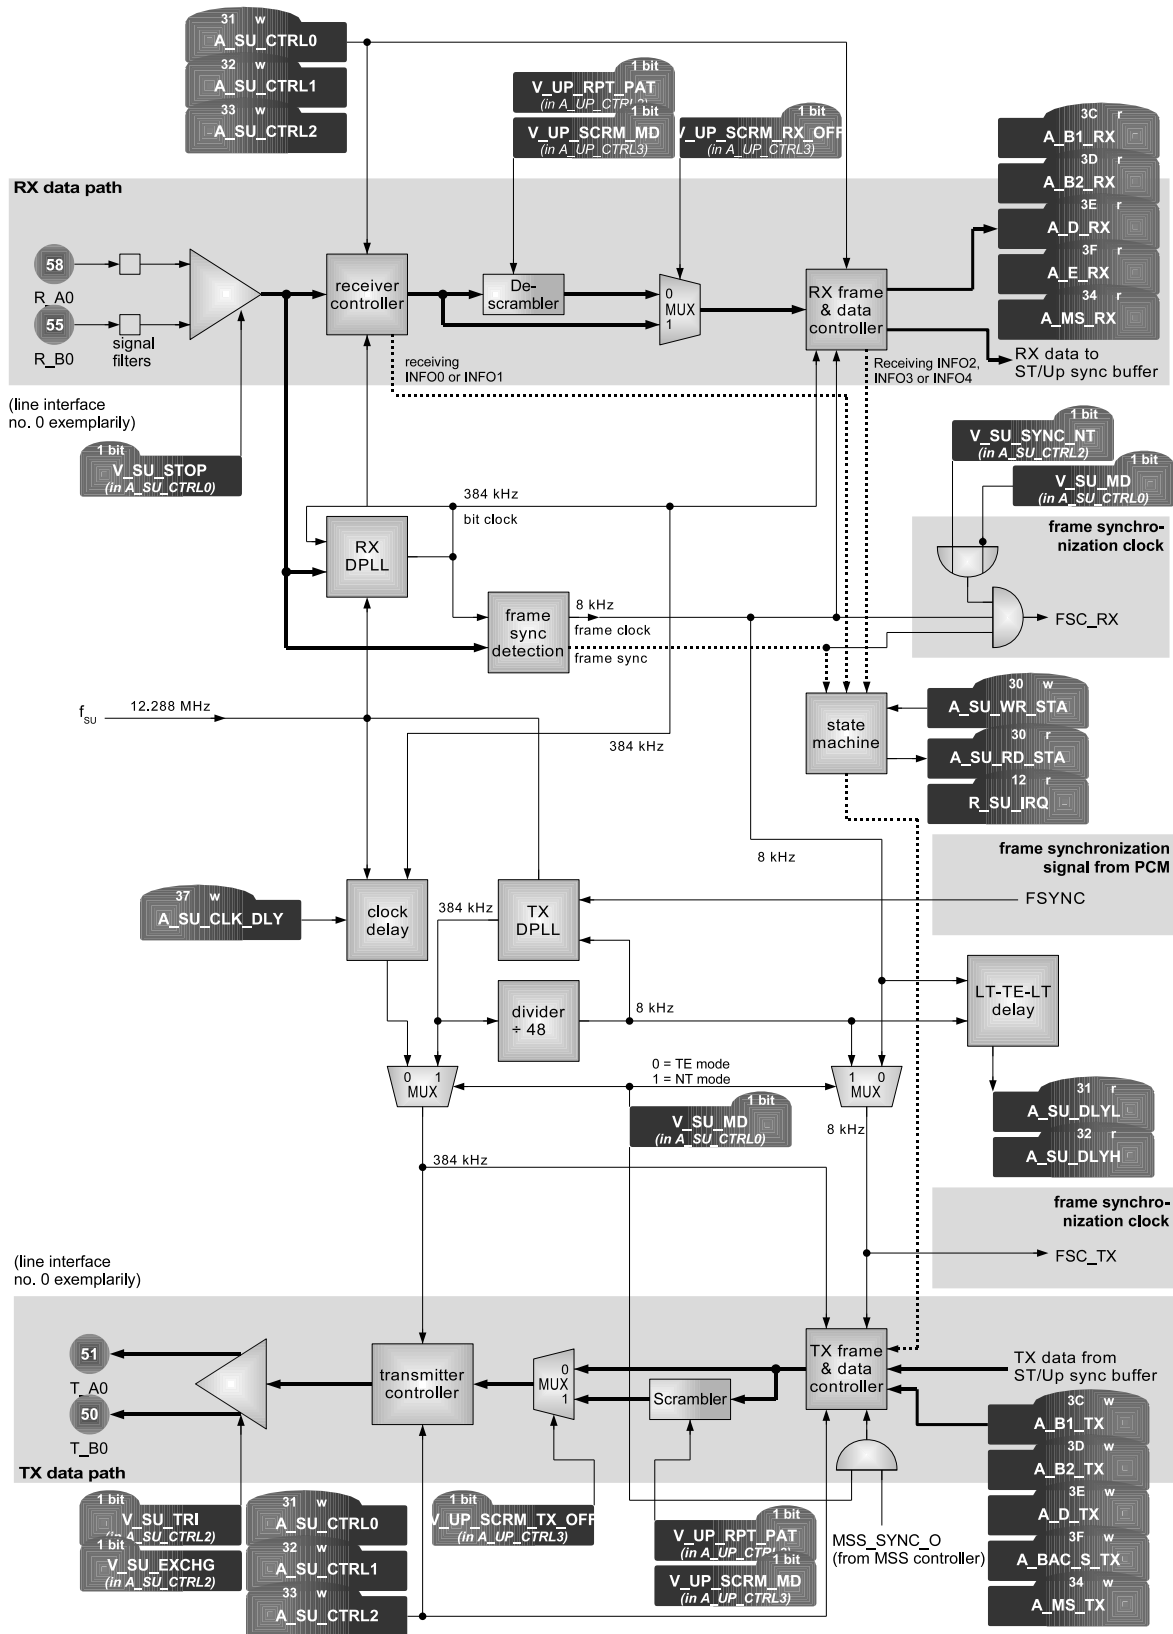 31 w
A_SU_CTRL0
32 w
A_SU_CTRL1
33 w
A_SU_CTRL2
1 bit
V_UP_RPT_PAT
(in A_UP_CTRL3)
1 bit
V_UP_SCRM_MD
(in A_UP_CTRL3)
1 bit
V_UP_SCRM_RX_OFF
(in A_UP_CTRL3)
3C r
A_B1_RX
3D r
A_B2_RX
3E r
A_D_RX
3F r
A_E_RX
34 r
A_MS_RX
RX data path
58
R_A0
55
R_B0
signal
filters
receiver
controller
De-
scrambler
0
MUX
1
RX frame
& data
controller
receiving
INFO0 or INFO1
Receiving INFO2,
INFO3 or INFO4
RX data to
ST/Up sync buffer
(line interface
no. 0 exemplarily)
1 bit
V_SU_STOP
(in A_SU_CTRL0)
1 bit
V_SU_SYNC_NT
(in A_SU_CTRL2)
1 bit
V_SU_MD
(in A_SU_CTRL0)
384 kHz
bit clock
RX
DPLL
frame synchro-
nization clock
frame
sync
detection
8 kHz
frame clock
frame sync
FSC_RX
f SU
12.288 MHz
384 kHz
state
machine
30 w
A_SU_WR_STA
30 r
A_SU_RD_STA
12 r
R_SU_IRQ
8 kHz
frame synchronization
signal from PCM
FSYNC
37 w
A_SU_CLK_DLY
clock
delay
384 kHz
TX
DPLL
divider
÷ 48
8 kHz
LT-TE-LT
delay
0 1
MUX
0 = TE mode
1 = NT mode
1 0
MUX
1 bit
V_SU_MD
(in A_SU_CTRL0)
8 kHz
31 r
A_SU_DLYL
32 r
A_SU_DLYH
384 kHz
frame synchro-
nization clock
FSC_TX
(line interface
no. 0 exemplarily)
51
T_A0
50
T_B0
transmitter
controller
0
MUX
1
Scrambler
TX frame
& data
controller
TX data from
ST/Up sync buffer
TX data path
3C w
A_B1_TX
3D w
A_B2_TX
3E w
A_D_TX
3F w
A_BAC_S_TX
34 w
A_MS_TX
1 bit
V_SU_TRI
(in A_SU_CTRL2)
1 bit
V_SU_EXCHG
(in A_SU_CTRL2)
31 w
A_SU_CTRL0
32 w
A_SU_CTRL1
33 w
A_SU_CTRL2
1 bit
V_UP_SCRM_TX_OFF
(in A_UP_CTRL3)
1 bit
V_UP_RPT_PAT
(in A_UP_CTRL3)
1 bit
V_UP_SCRM_MD
(in A_UP_CTRL3)
MSS_SYNC_O
(from MSS controller)